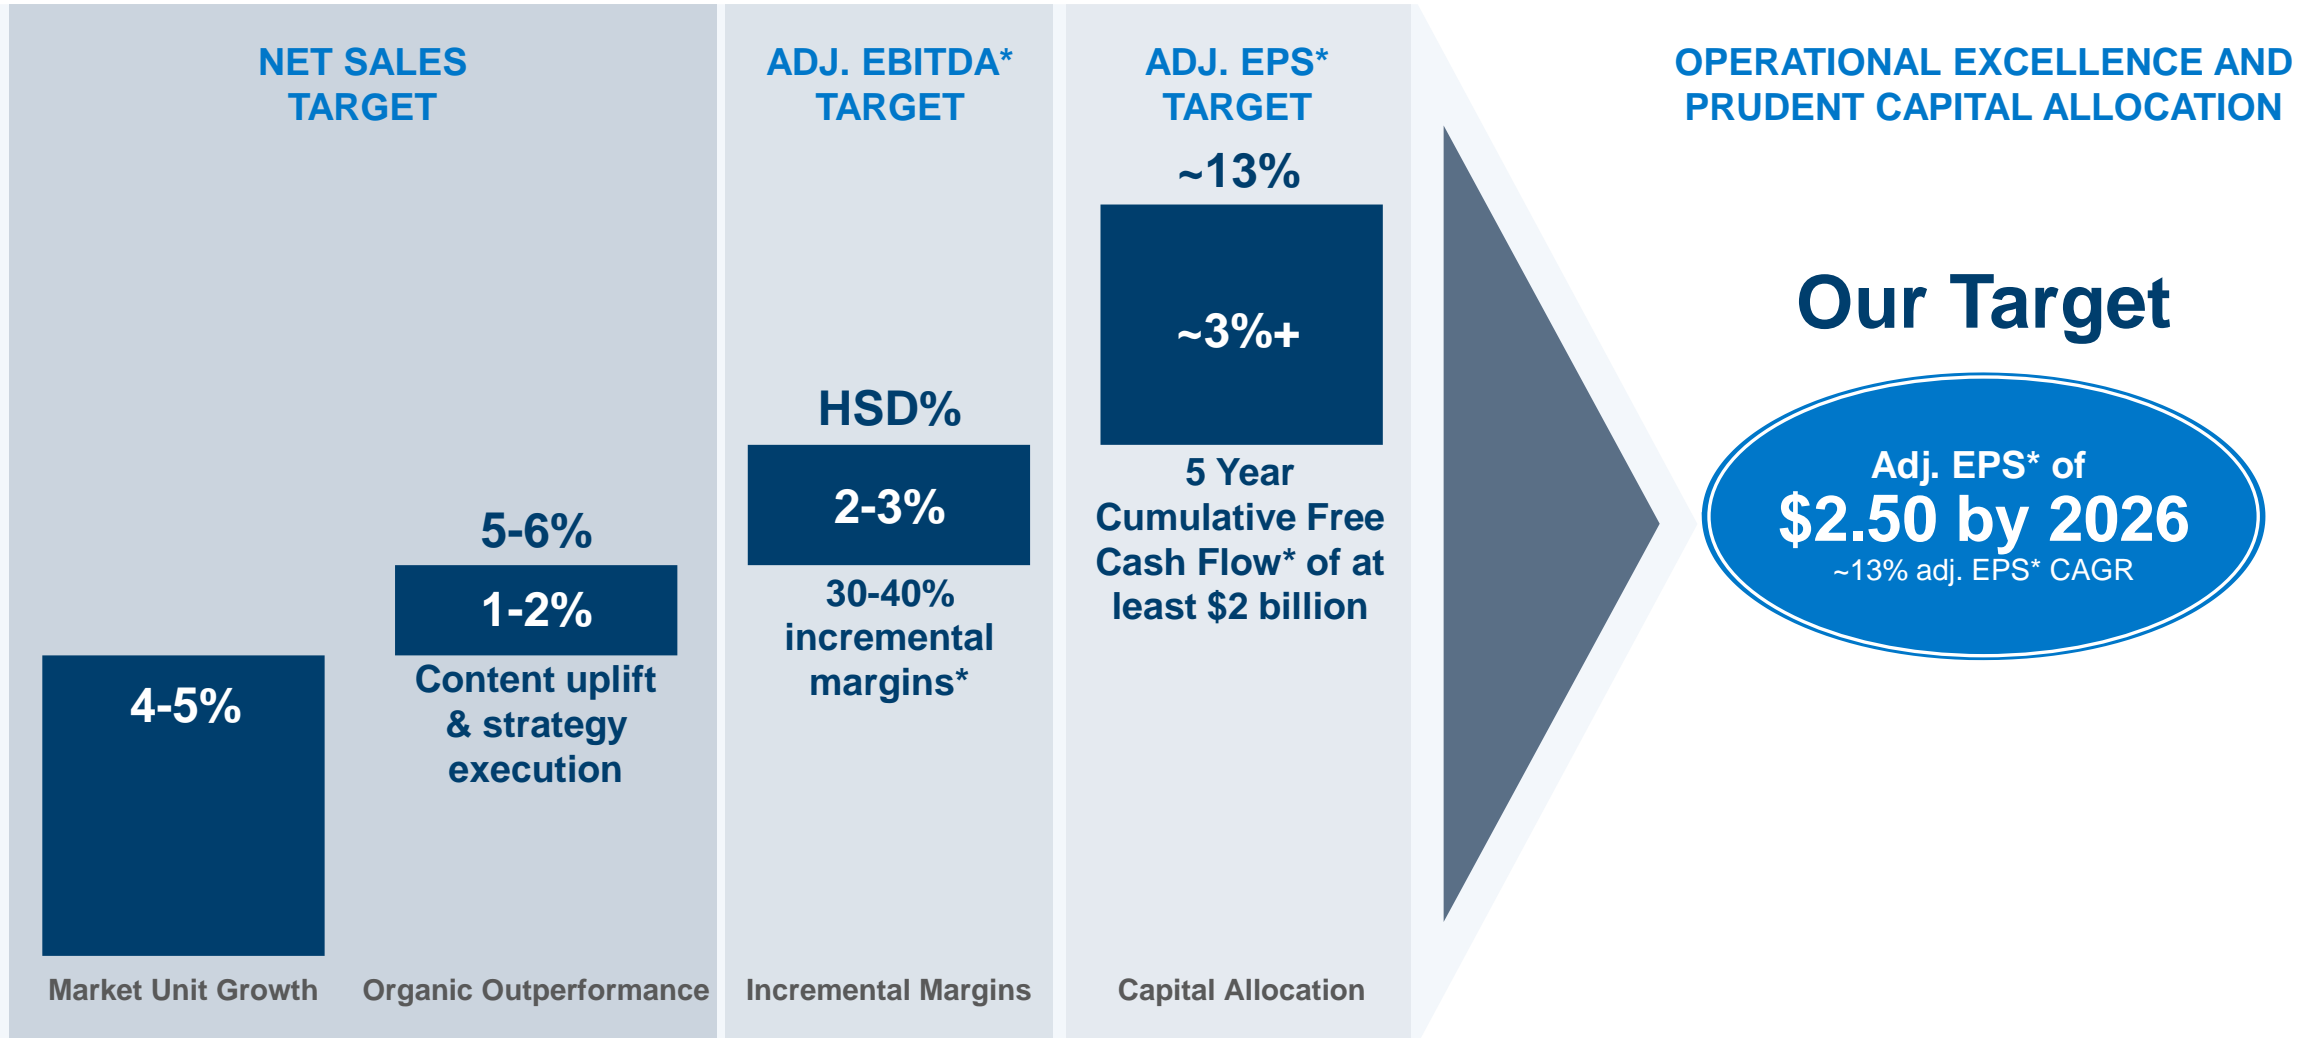 NET SALES
TARGET
4-5%
Market Unit Growth
5-6%
1-2%
Content uplift
& strategy
execution
Organic Outperformance
ADJ. EBITDA*
TARGET
HSD%
2-3%
30-40%
incremental
margins*
Incremental Margins
ADJ. EPS*
TARGET
~13%
~3%+
5 Year
Cumulative Free
Cash Flow* of at
least $2 billion
Capital Allocation
OPERATIONAL EXCELLENCE AND
PRUDENT CAPITAL ALLOCATION
Our Target
Adj. EPS* of
$2.50 by 2026
~13% adj. EPS* CAGR